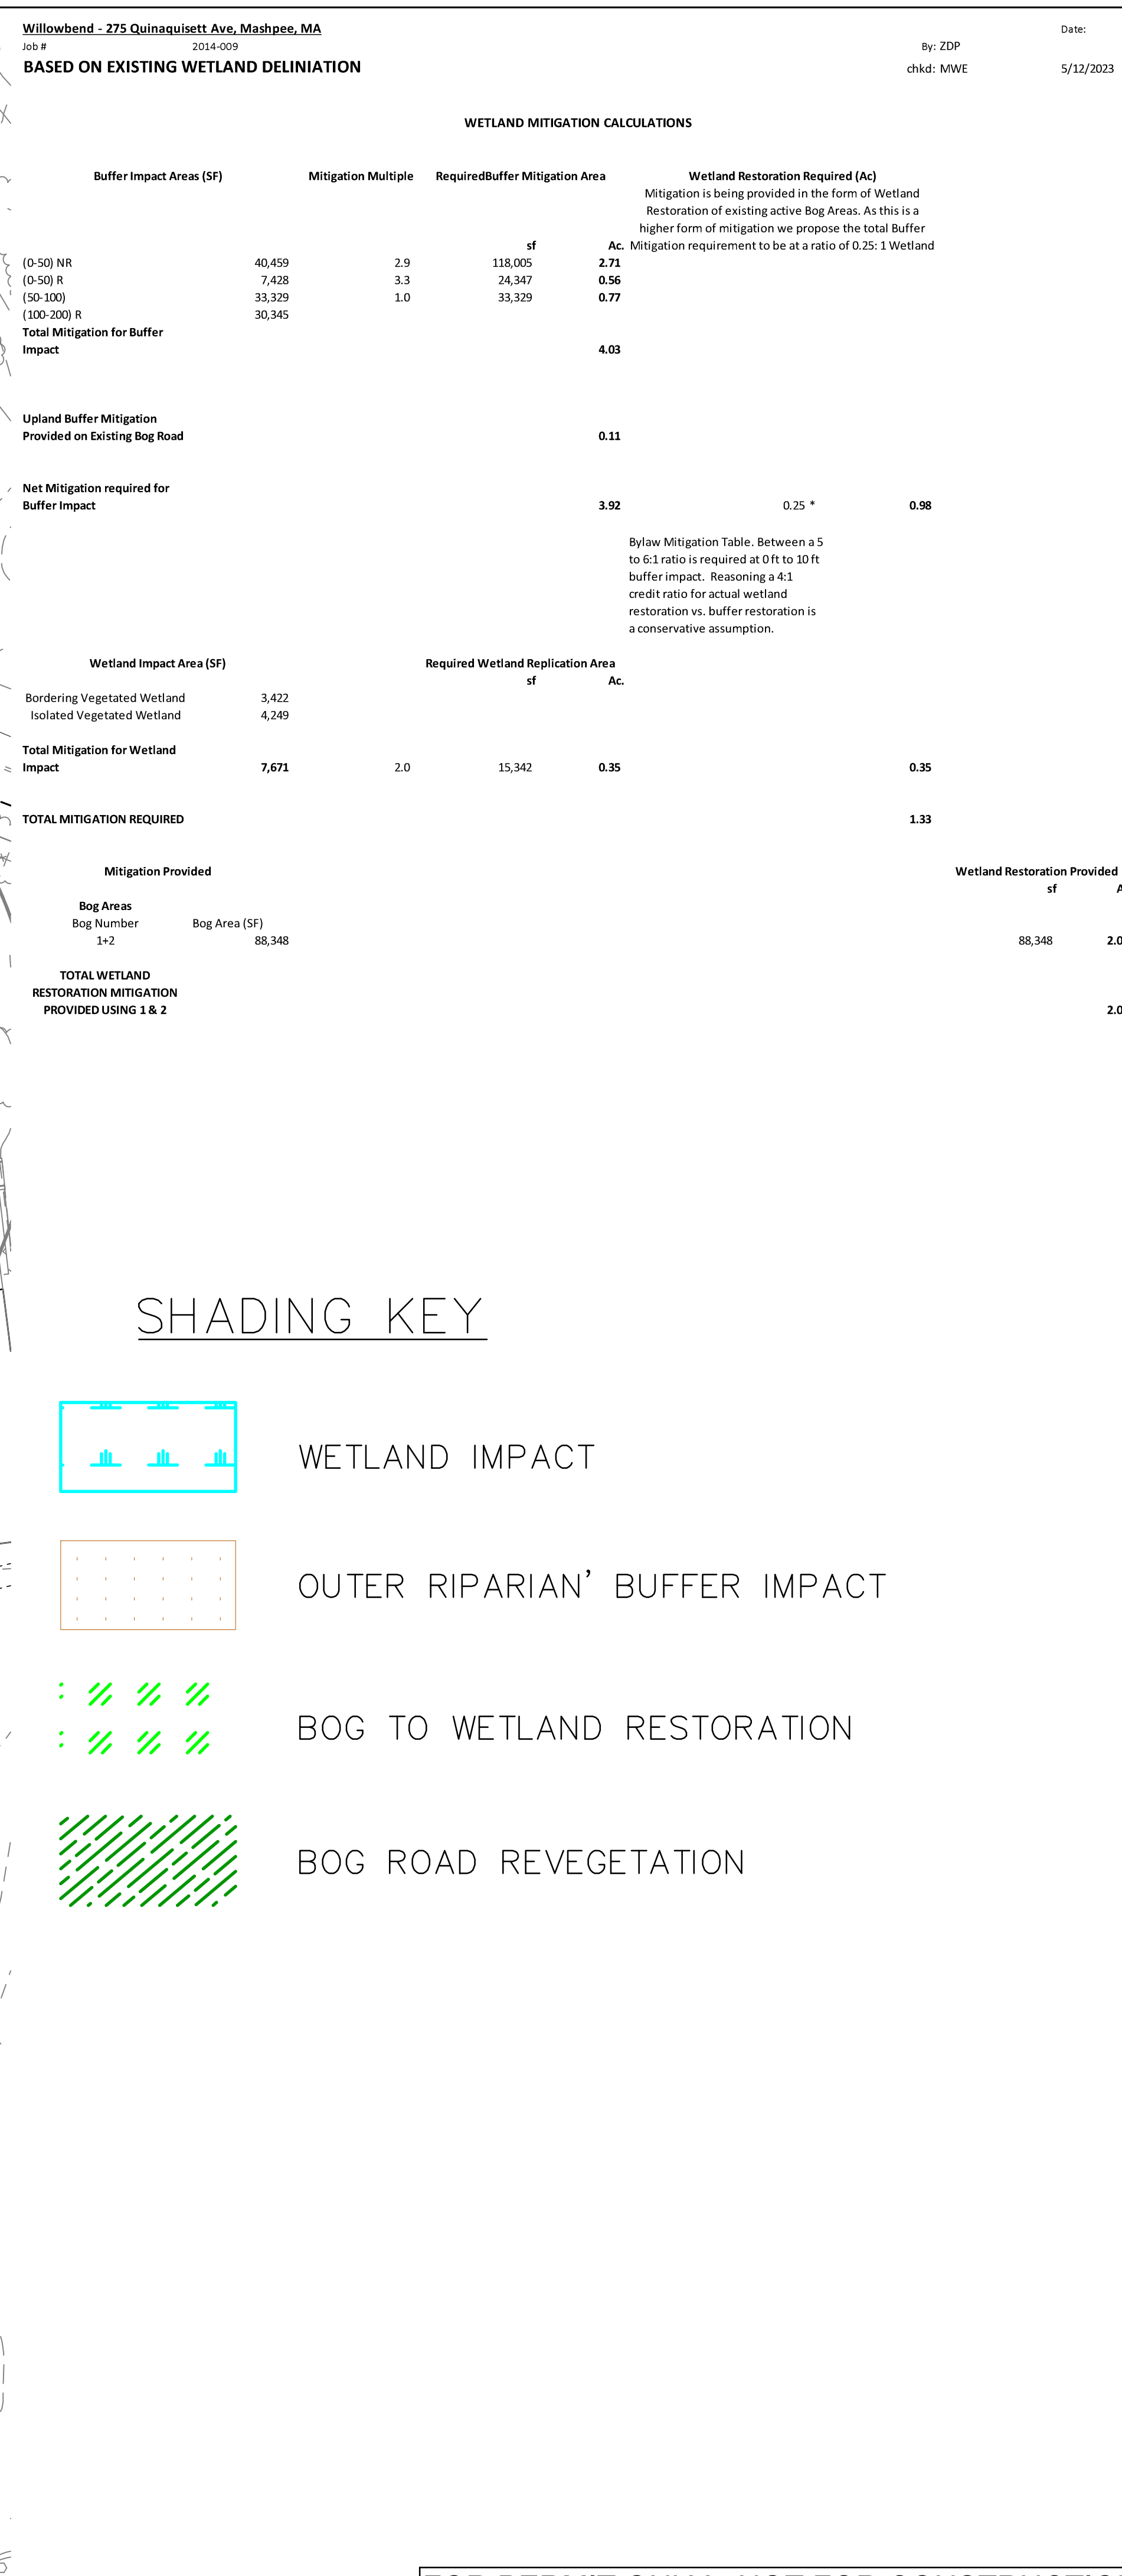 Willowbend - 275 Quinaquisett Ave, Mashpee, MA Date:
Job # 2014-009 By: ZDP
BASED ON EXISTING WETLAND DELINIATION chkd: MWE 5/12/2023
WETLAND MITIGATION CALCULATIONS
Buffer Impact Areas (SF) Mitigation Multiple RequiredBuffer Mitigation Area Wetland Restoration Required (Ac)
Mitigation is being provided in the form of Wetland
Restoration of existing active Bog Areas. As this is a
higher form of mitigation we propose the total Buffer
sf Ac. Mitigation requirement to be at a ratio of 0.25: 1 Wetland
(0-50) NR 40,459 2.9 118,005 2.71
(0-50) R 7,428 3.3 24,347 0.56
(50-100) 33,329 1.0 33,329 0.77
(100-200) R 30,345
Total Mitigation for Buffer
Impact 4.03
Upland Buffer Mitigation
Provided on Existing Bog Road 0.11
Net Mitigation required for
Buffer Impact 3.92 0.25 * 0.98
Bylaw Mitigation Table. Between a 5
to 6:1 ratio is required at 0 ft to 10 ft
buffer impact. Reasoning a 4:1
credit ratio for actual wetland
restoration vs. buffer restoration is
a conservative assumption.
Wetland Impact Area (SF) Required Wetland Replication Area
sf Ac.
Bordering Vegetated Wetland 3,422
Isolated Vegetated Wetland 4,249
Total Mitigation for Wetland
Impact 7,671 2.0 15,342 0.35 0.35
TOTAL MITIGATION REQUIRED 1.33
Mitigation Provided Wetland Restoration Provided
sf
Bog Areas
Bog Number Bog Area (SF)
1+2 88,348 88,348 2.0
TOTAL WETLAND
RESTORATION MITIGATION
PROVIDED USING 1 & 2 2.0
SHADING KEY
WETLAND IMPACT
OUTER RIPARIAN' BUFFER IMPACT
BOG TO WETLAND RESTORATION
BOG ROAD REVEGETATION